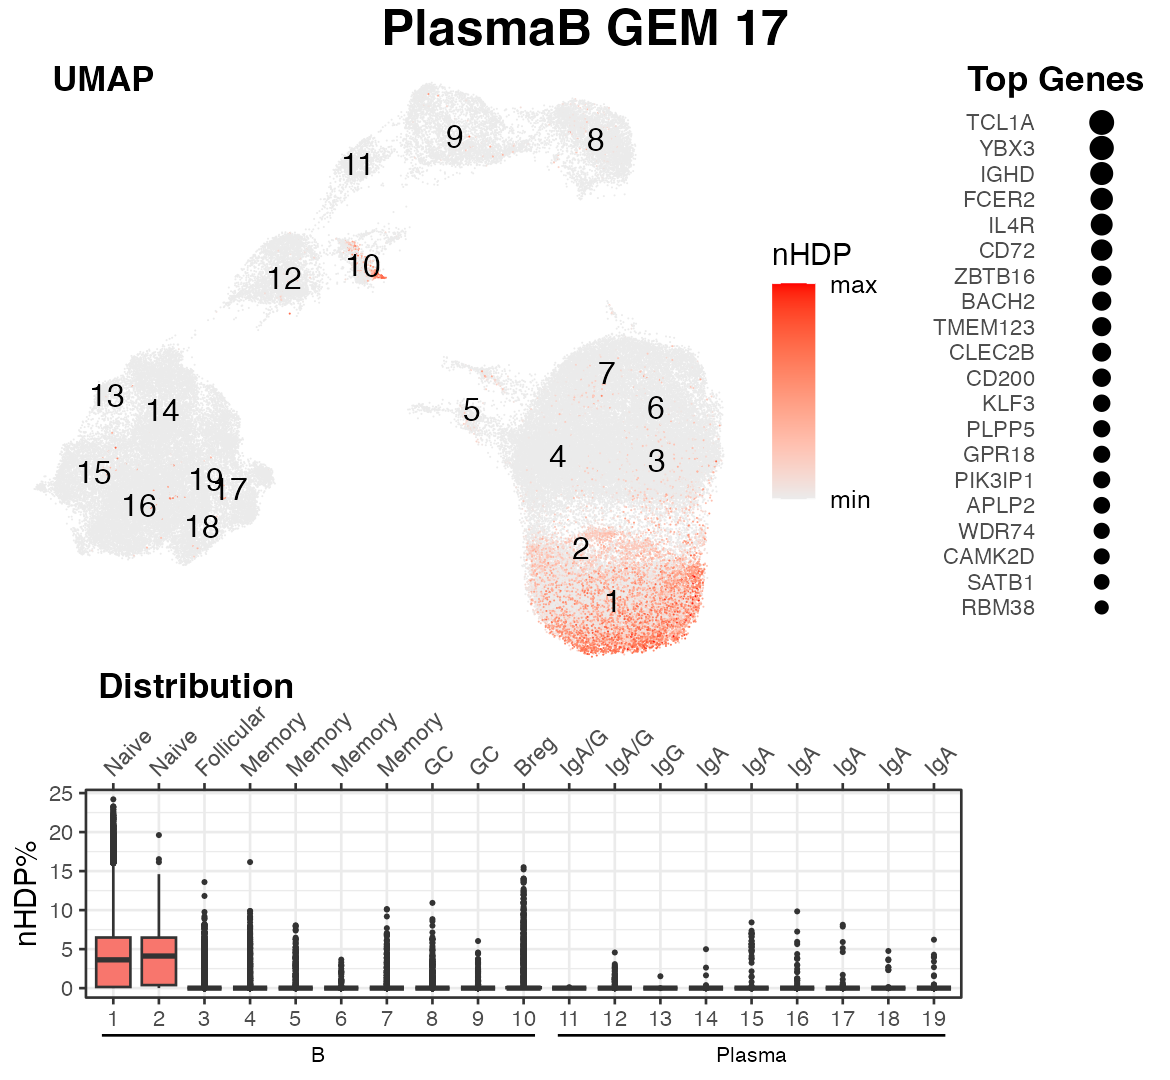 PlasmaB GEM 17
UMAP
Top Genes
9
8
11
10
12
13
14
15
19
17
16
18
7
5
6
4
3
2
1
nHDP
max
min
TCL1A
YBX3
IGHD
FCER2
IL4R
CD72
ZBTB16
BACH2
TMEM123
CLEC2B
CD200
KLF3
PLPP5
GPR18
PIK3IP1
APLP2
WDR74
CAMK2D
SATB1
RBM38
Distribution
Naive Naive Follicular Memory Memory Memory Memory GC GC Breg IgA/G IgA/G IgG IgA IgA IgA IgA IgA IgA
nHDP%
25
20
15
10
5
0
1 2 3 4 5 6 7 8 9 10 11 12 13 14 15 16 17 18 19
B Plasma